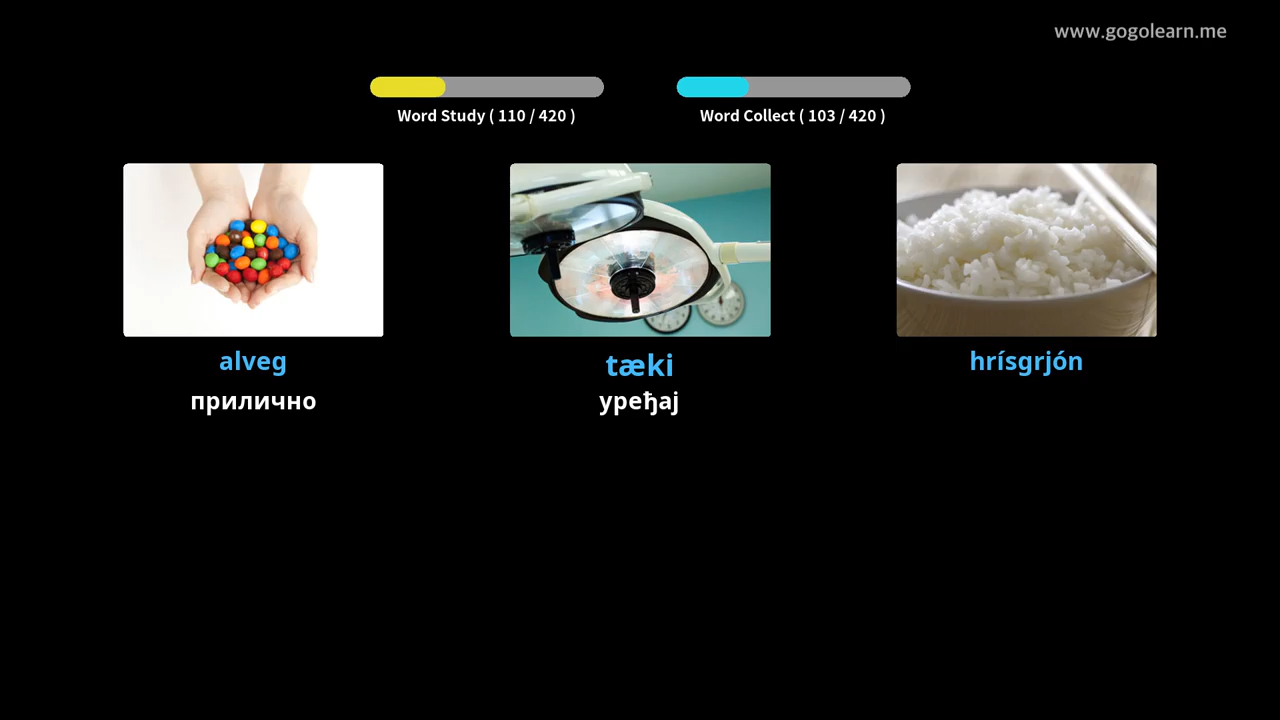 www.gogolearn.me
Word Study ( 110 / 420 )
Word Collect ( 103 / 420 )
alveg
tæki
hrísgrjón
прилично
уређај